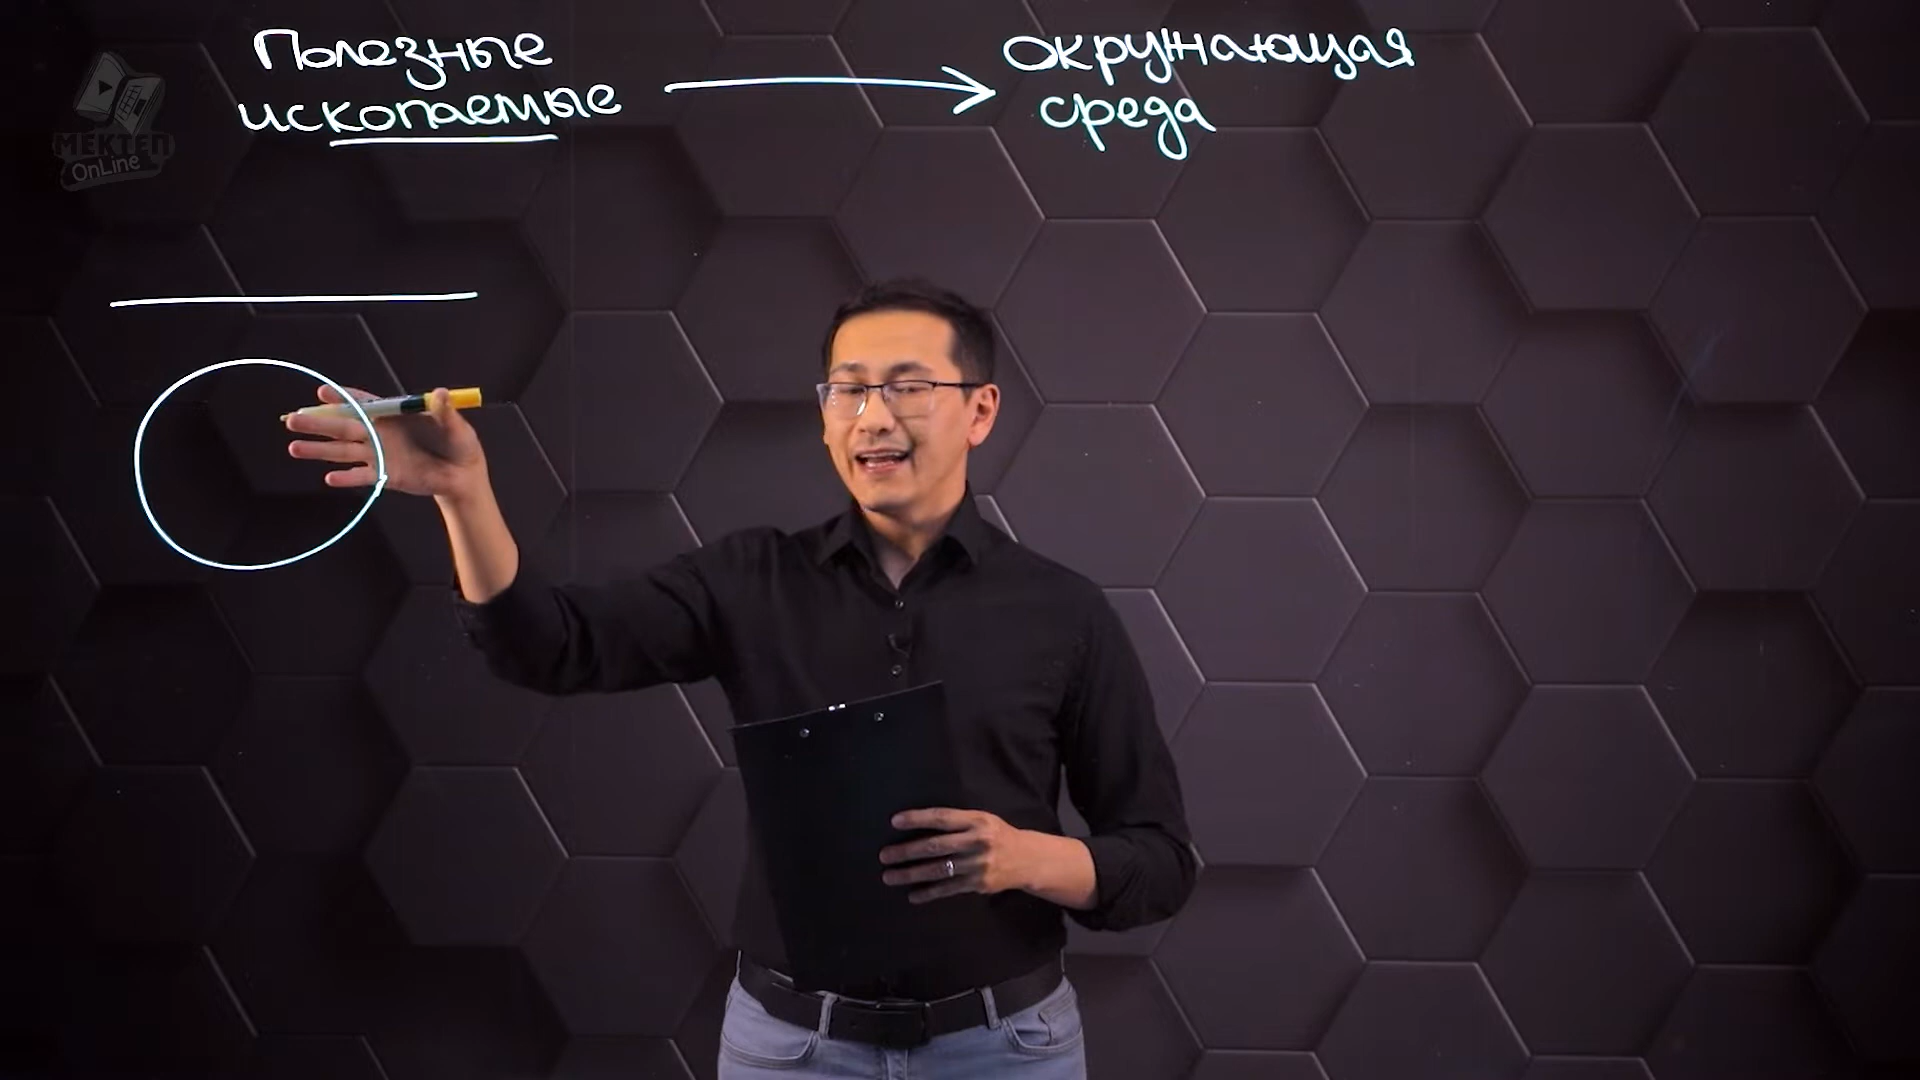 Полезные
ископаемые
окружающая
среда
МЕКТЕП
OnLine